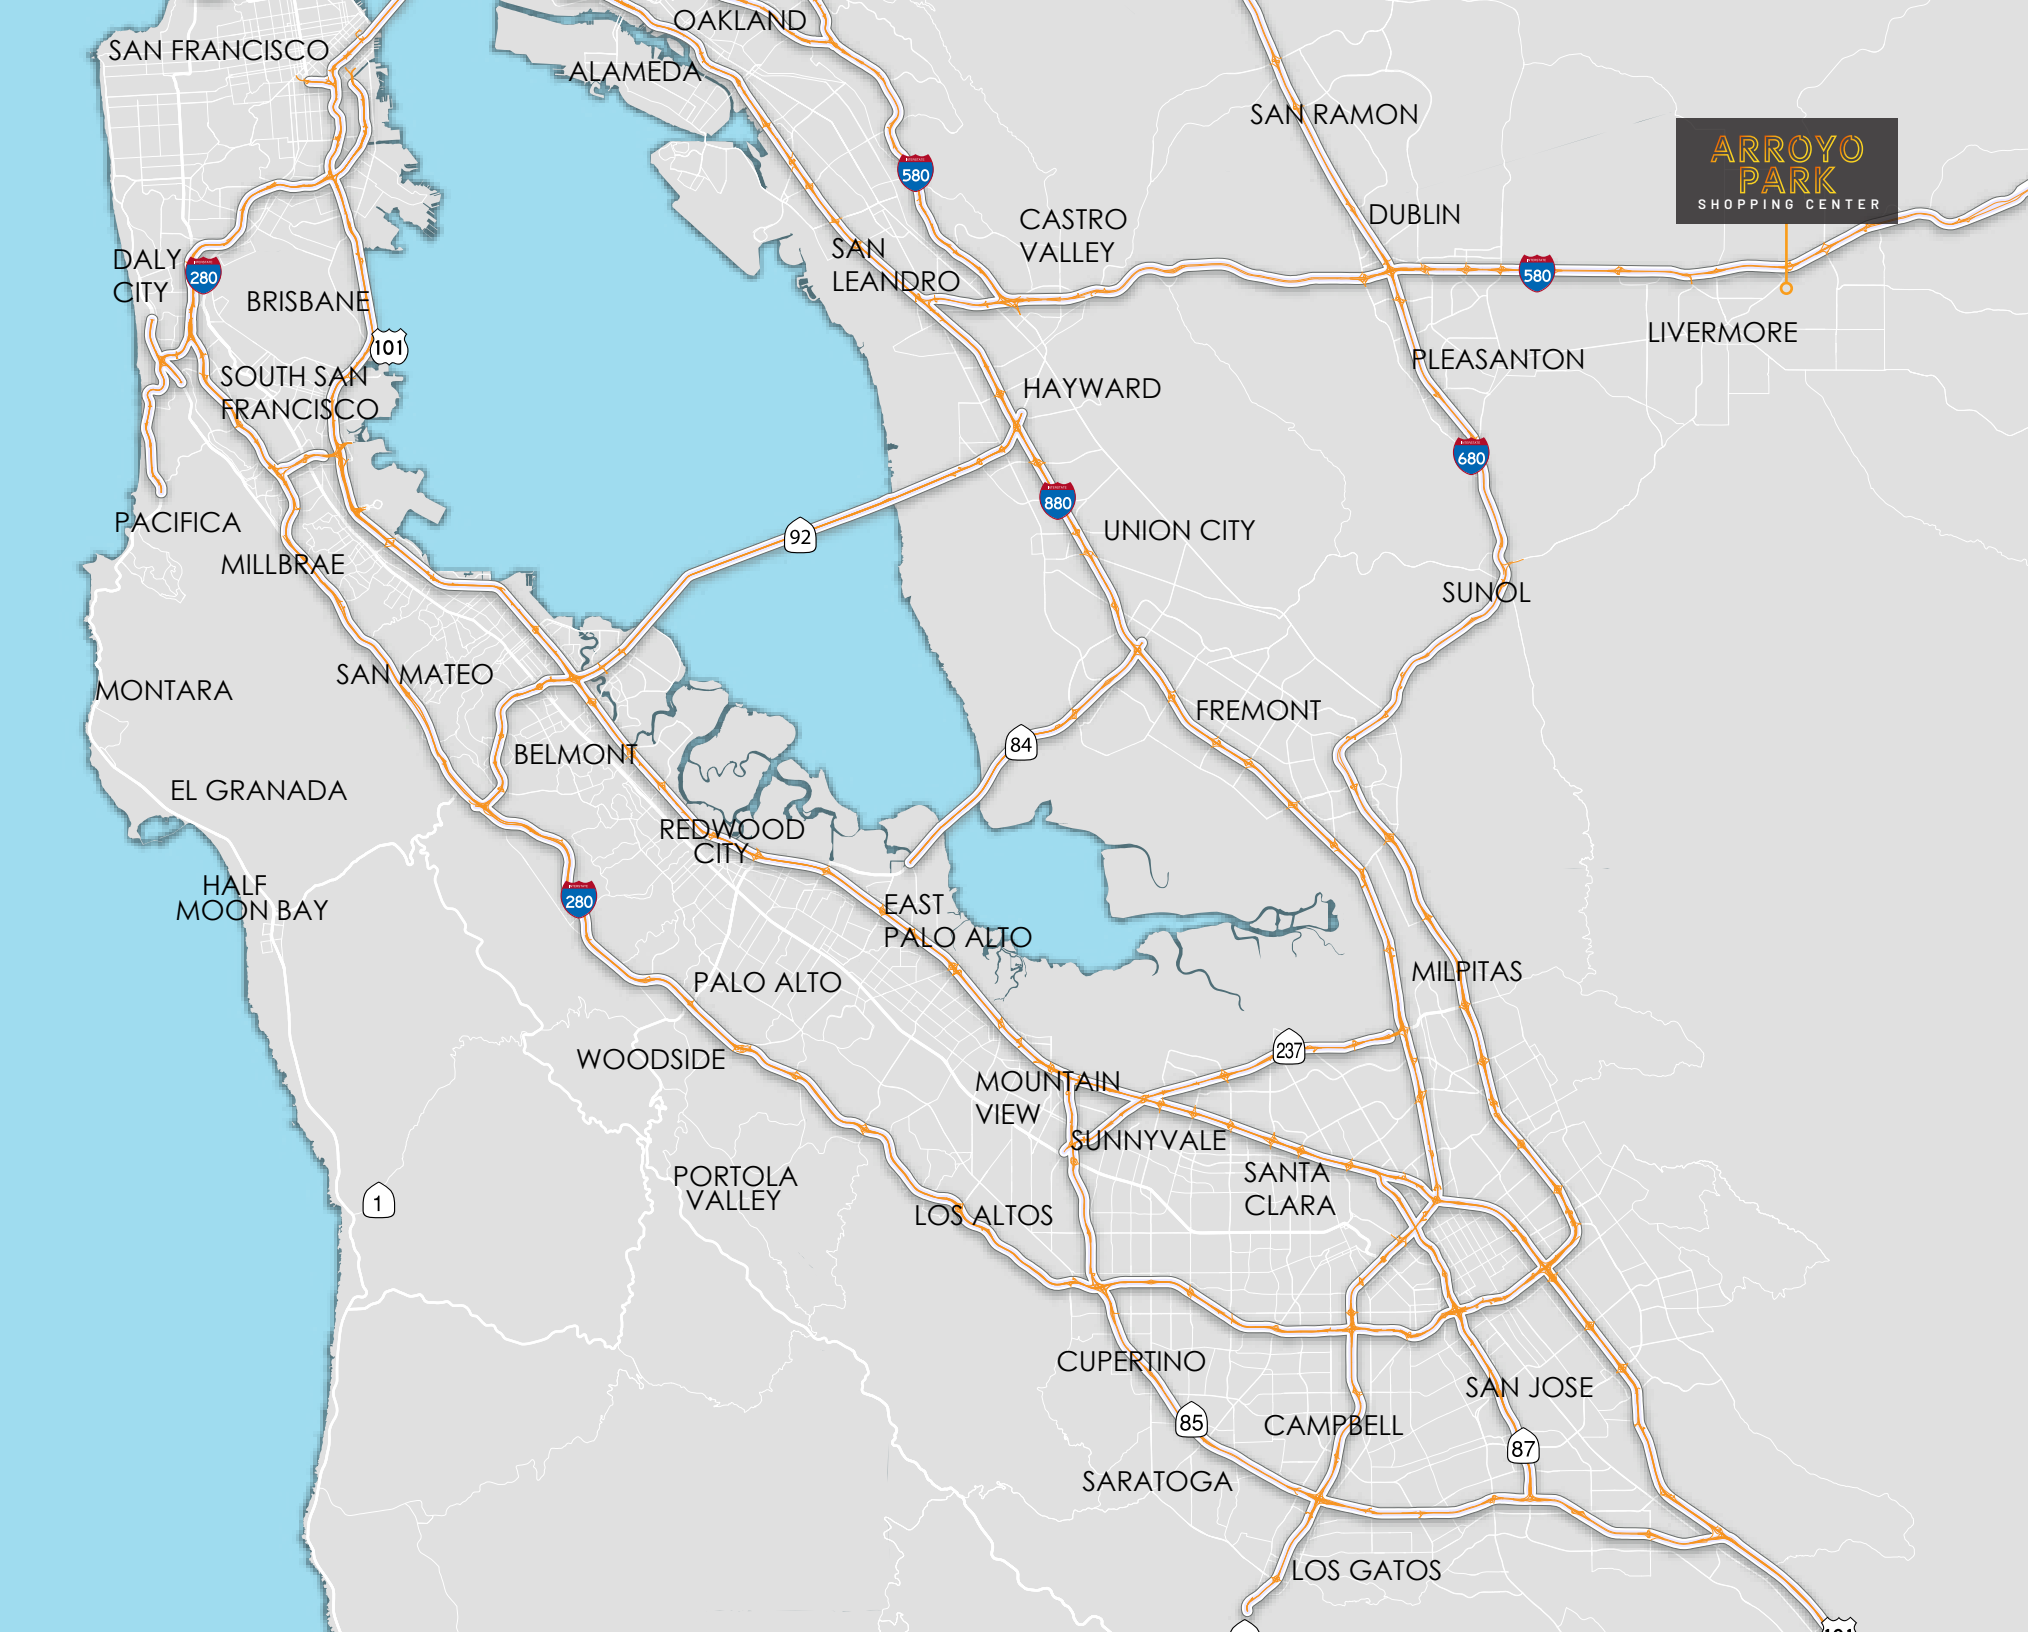 OAKLAND
SAN FRANCISCO
ALAMEDA
SAN RAMON
ARROYO
PARK
SHOPPING CENTER
580
DUBLIN
CASTRO
VALLEY
SAN
LEANDRO
DALY
CITY
280
BRISBANE
580
LIVERMORE
101
PLEASANTON
SOUTH SAN
FRANCISCO
HAYWARD
680
880
PACIFICA
92
UNION CITY
MILLBRAE
SUNOL
SAN MATEO
MONTARA
FREMONT
84
BELMONT
EL GRANADA
REDWOOD
CITY
HALF
MOON BAY
280
EAST
PALO ALTO
MILPITAS
PALO ALTO
237
WOODSIDE
MOUNTAIN
VIEW
SUNNYVALE
PORTOLA
VALLEY
SANTA
CLARA
1
LOS ALTOS
CUPERTINO
SAN JOSE
85
CAMPBELL
87
SARATOGA
LOS GATOS
101